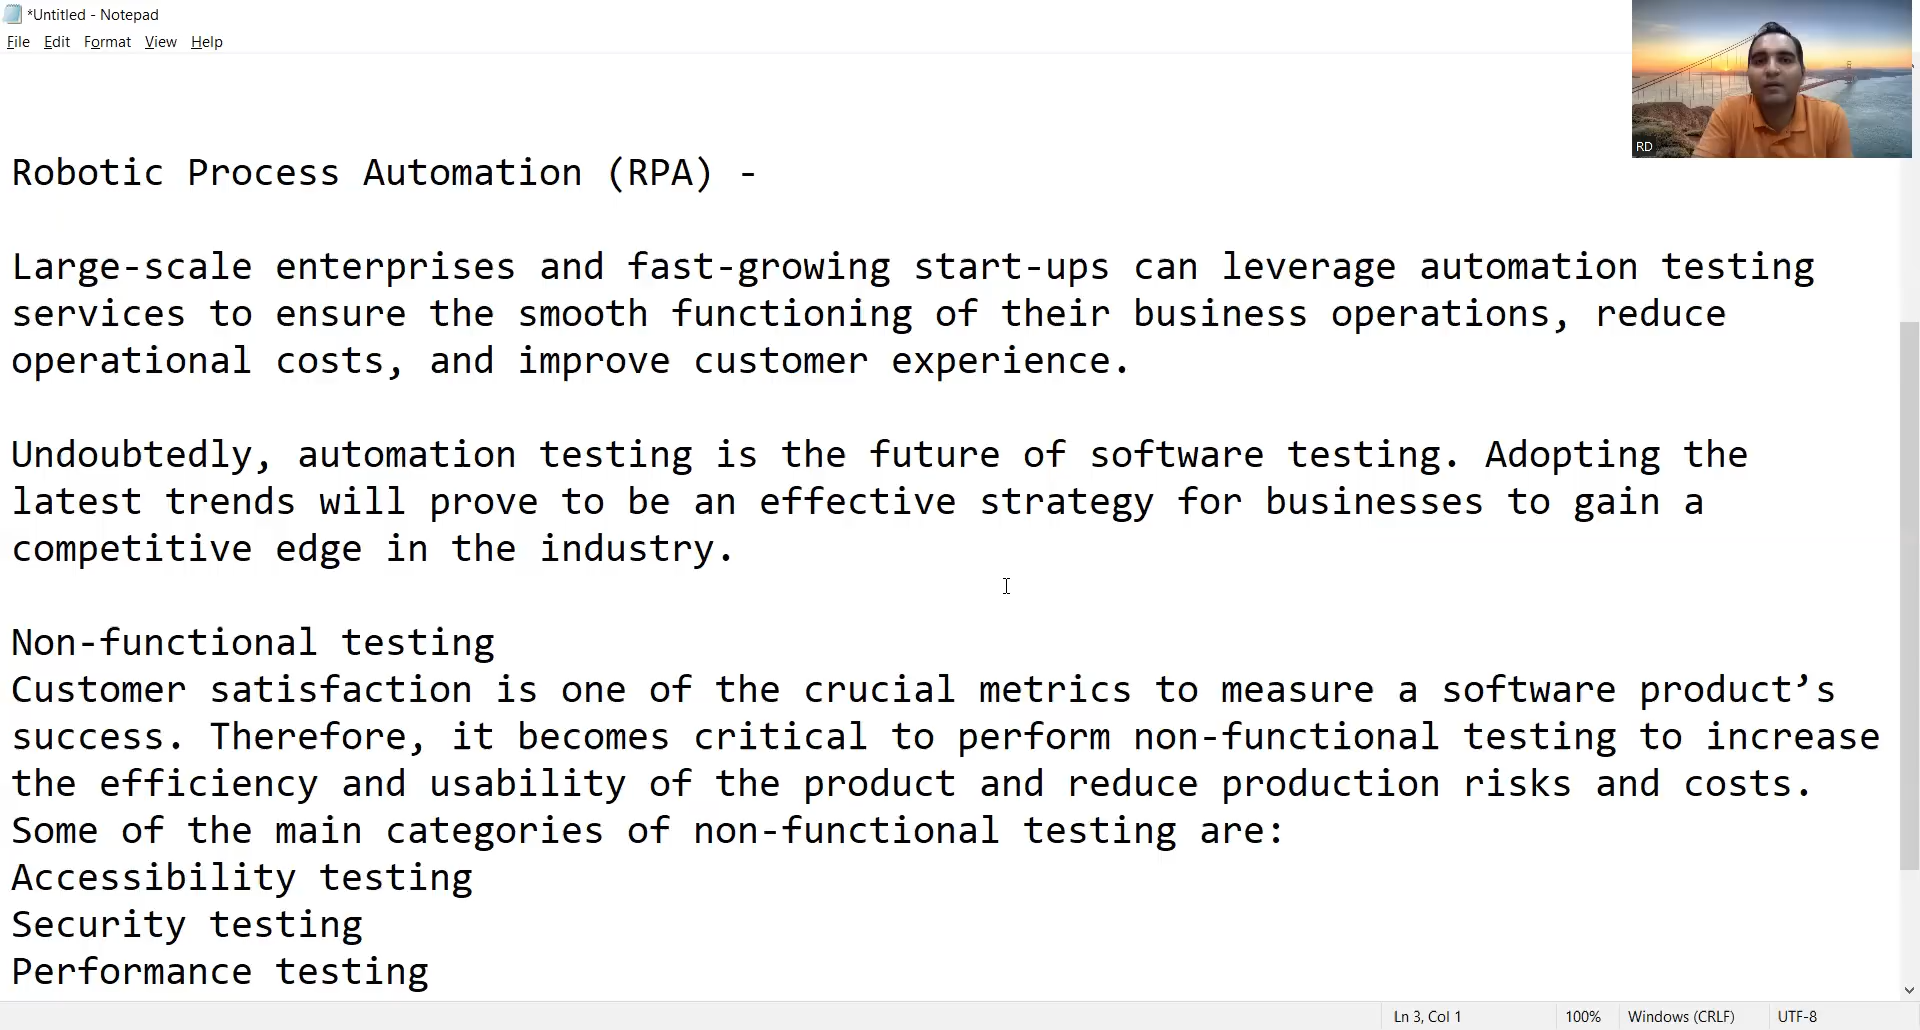 *Untitled - Notepad
File Edit Format View Help
RD
Robotic Process Automation (RPA) -
Large-scale enterprises and fast-growing start-ups can leverage automation testing
services to ensure the smooth functioning of their business operations, reduce
operational costs, and improve customer experience.
Undoubtedly, automation testing is the future of software testing. Adopting the
latest trends will prove to be an effective strategy for businesses to gain a
competitive edge in the industry.
Non-functional testing
Customer satisfaction is one of the crucial metrics to measure a software product’s
success. Therefore, it becomes critical to perform non-functional testing to increase
the efficiency and usability of the product and reduce production risks and costs.
Some of the main categories of non-functional testing are:
Accessibility testing
Security testing
Performance testing
Ln 3, Col 1 100% Windows (CRLF) UTF-8